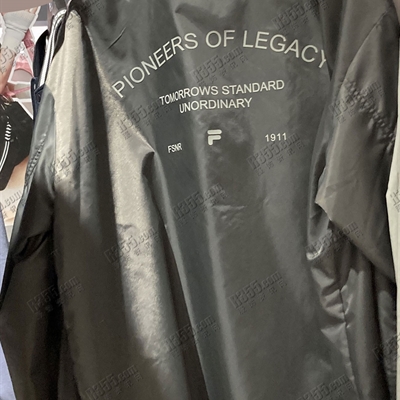 PIONEERS OF LEGACY
TOMORROWS STANDARD
UNORDINARY
FSNR F 1911